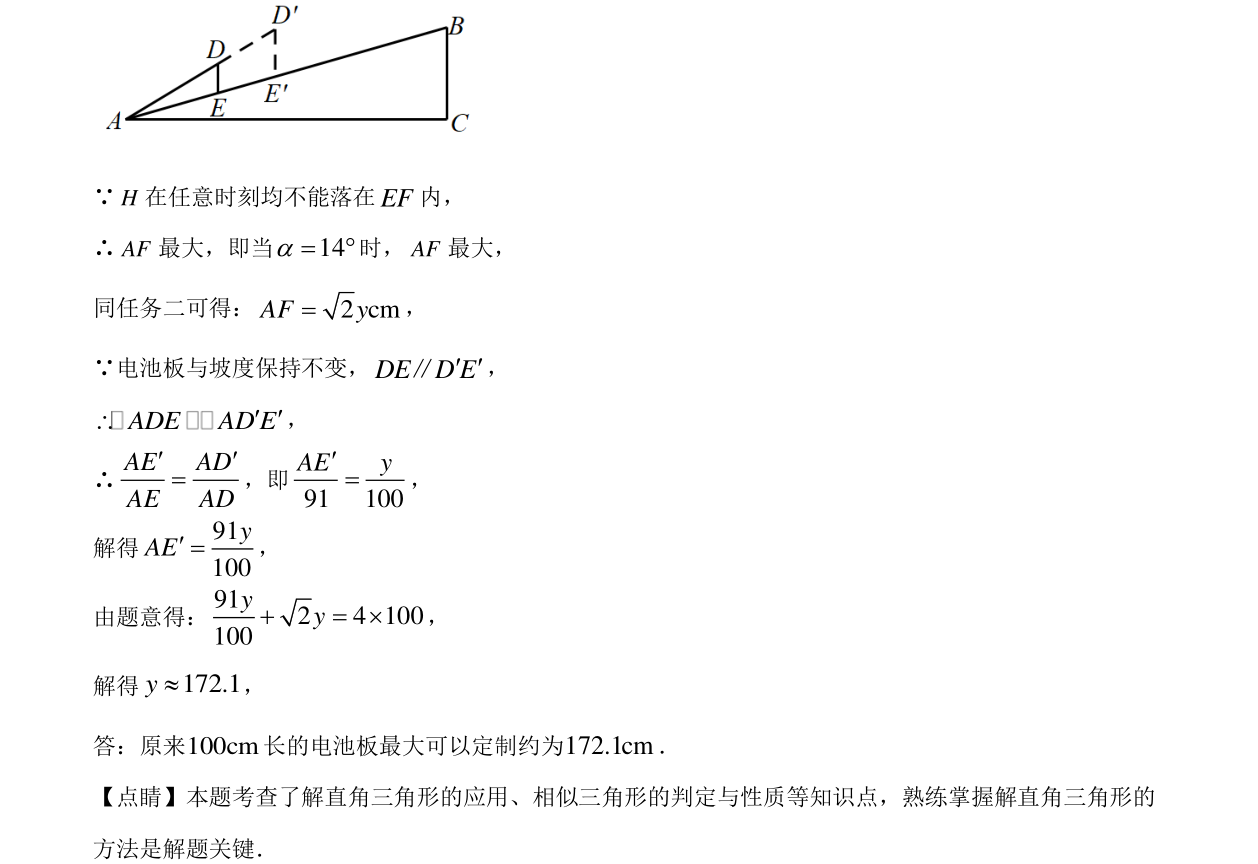 D′
B
D
E′
E
A
C
∵ H 在任意时刻均不能落在 EF 内，
∴ AF 最大，即当 α = 14° 时， AF 最大，
同任务二可得： AF = √2 ycm ，
∵电池板与坡度保持不变， DE∥D′E′ ，
∴□ADE□□AD′E′ ，
∴ AE′/AE = AD′/AD ，即 AE′/91 = y/100 ，
解得 AE′ = 91y/100 ，
由题意得： 91y/100 + √2 y = 4×100 ，
解得 y ≈ 172.1 ，
答：原来100cm 长的电池板最大可以定制约为172.1cm ．
【点睛】本题考查了解直角三角形的应用、相似三角形的判定与性质等知识点，熟练掌握解直角三角形的
方法是解题关键．